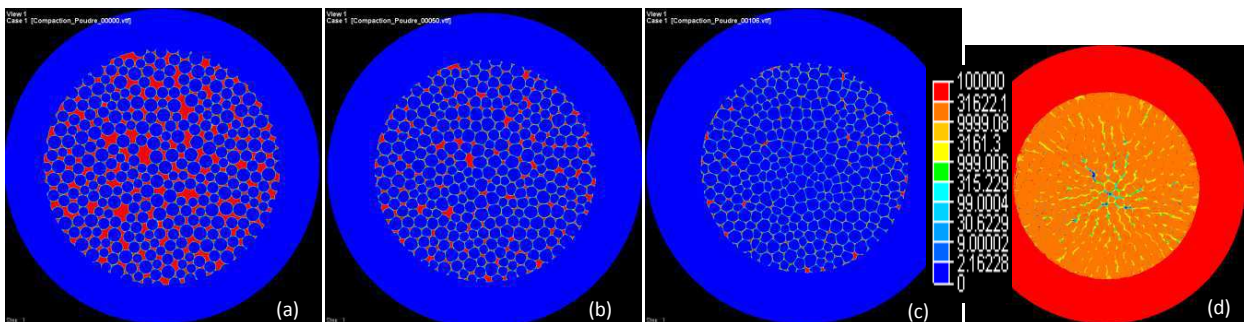 View 1
Case 1 [Compaction_Poudre_00000.vtf]
(a)
View 1
Case 1 [Compaction_Poudre_00050.vtf]
(b)
View 1
Case 1 [Compaction_Poudre_00106.vtf]
(c)
100000
31622.1
9999.08
3161.3
999.006
315.229
99.0004
30.6229
9.00002
2.16228
0
(d)